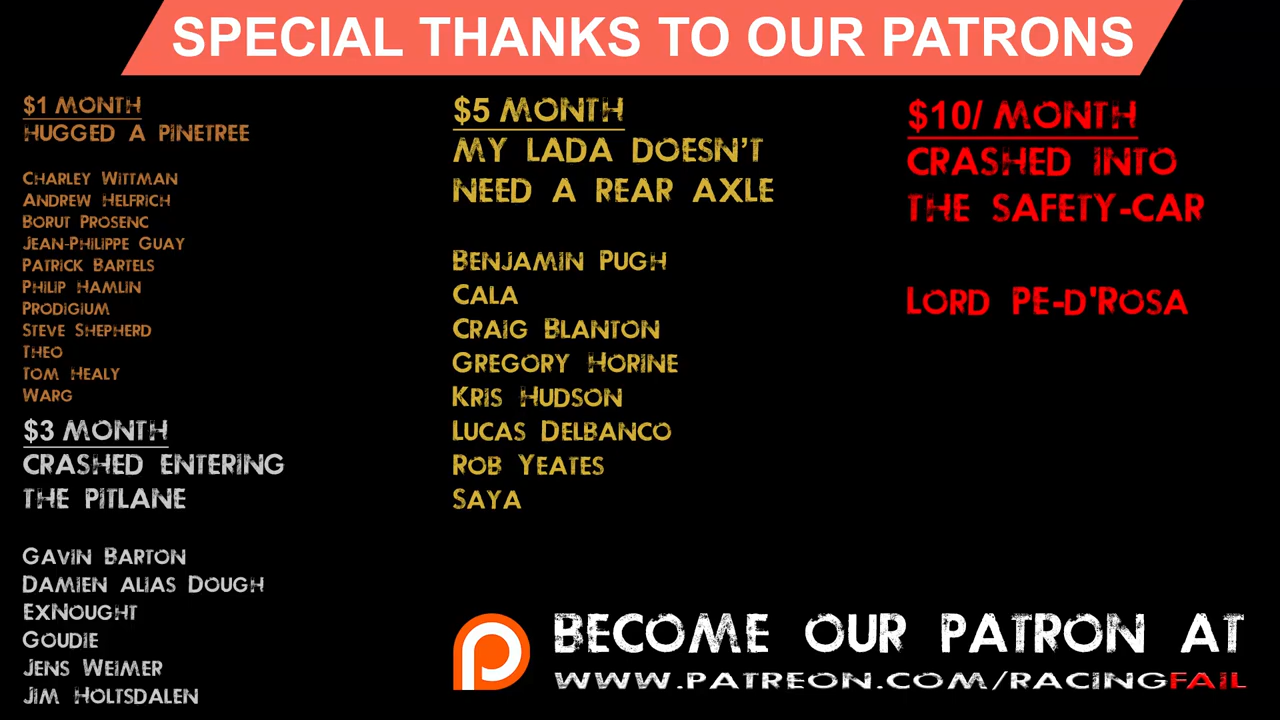 SPECIAL THANKS TO OUR PATRONS
$1 MONTH
HUGGED A PINETREE
CHARLEY WITTMAN
ANDREW HELFRICH
BORUT PROSENC
JEAN-PHILIPPE GUAY
PATRICK BARTELS
PHILIP HAMLIN
PRODIGIUM
STEVE SHEPHERD
THEO
TOM HEALY
WARG
$3 MONTH
CRASHED ENTERING
THE PITLANE
GAVIN BARTON
DAMIEN ALIAS DOUGH
EXNOUGHT
GOUDIE
JENS WEIMER
JIM HOLTSDALEN
$5 MONTH
MY LADA DOESN'T
NEED A REAR AXLE
BENJAMIN PUGH
CALA
CRAIG BLANTON
GREGORY HORINE
KRIS HUDSON
LUCAS DELBANCO
ROB YEATES
SAYA
$10/ MONTH
CRASHED INTO
THE SAFETY-CAR
LORD PE-D'ROSA
BECOME OUR PATRON AT
WWW.PATREON.COM/RACINGFAIL